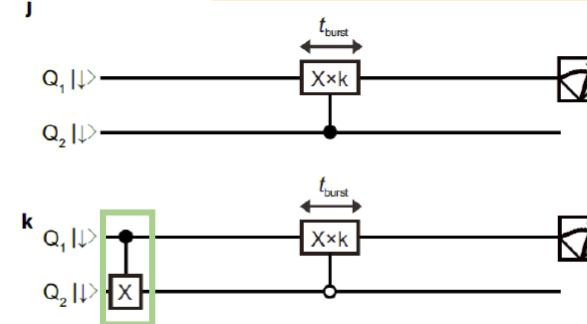 j
t_burst
Q₁ |↓⟩ X×k
Q₂ |↓⟩
k
t_burst
Q₁ |↓⟩ X×k
Q₂ |↓⟩ X